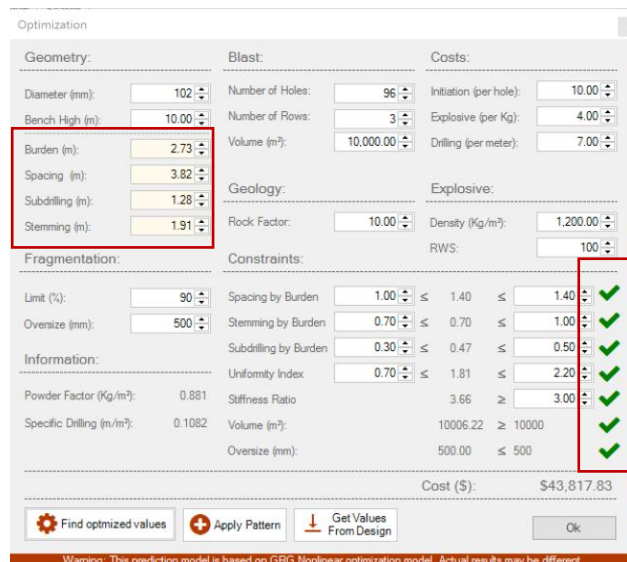 Optimization
Geometry:
Diameter (mm): 102
Bench High (m): 10.00
Burden (m): 2.73
Spacing (m): 3.82
Subdrilling (m): 1.28
Stemming (m): 1.91
Fragmentation:
Limit (%): 90
Oversize (mm): 500
Information:
Powder Factor (Kg/m³): 0.881
Specific Drilling (m/m³): 0.1082
Blast:
Number of Holes: 96
Number of Rows: 3
Volume (m³): 10,000.00
Geology:
Rock Factor: 10.00
Costs:
Initiation (per hole): 10.00
Explosive (per Kg): 4.00
Drilling (per meter): 7.00
Explosive:
Density (Kg/m³): 1,200.00
RWS: 100
Constraints:
Spacing by Burden 1.00 ≤ 1.40 ≤ 1.40
Stemming by Burden 0.70 ≤ 0.70 ≤ 1.00
Subdrilling by Burden 0.30 ≤ 0.47 ≤ 0.50
Uniformity Index 0.70 ≤ 1.81 ≤ 2.20
Stiffness Ratio 3.66 ≥ 3.00
Volume (m³): 10006.22 ≥ 10000
Oversize (mm): 500.00 ≤ 500
Cost ($): $43,817.83
Find optmized values
Apply Pattern
Get Values
From Design
Ok
Warning: This prediction model is based on GRG Nonlinear optimization model. Actual results may be different